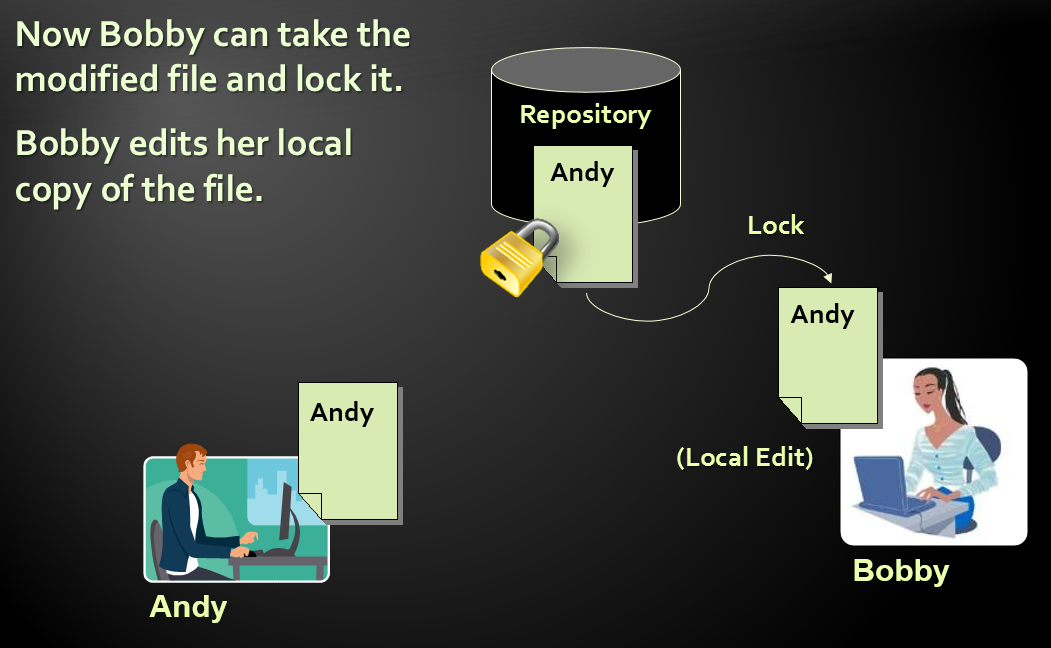 Now Bobby can take the
modified file and lock it.
Bobby edits her local
copy of the file.
Repository
Andy
Lock
Andy
Andy
(Local Edit)
Bobby
Andy